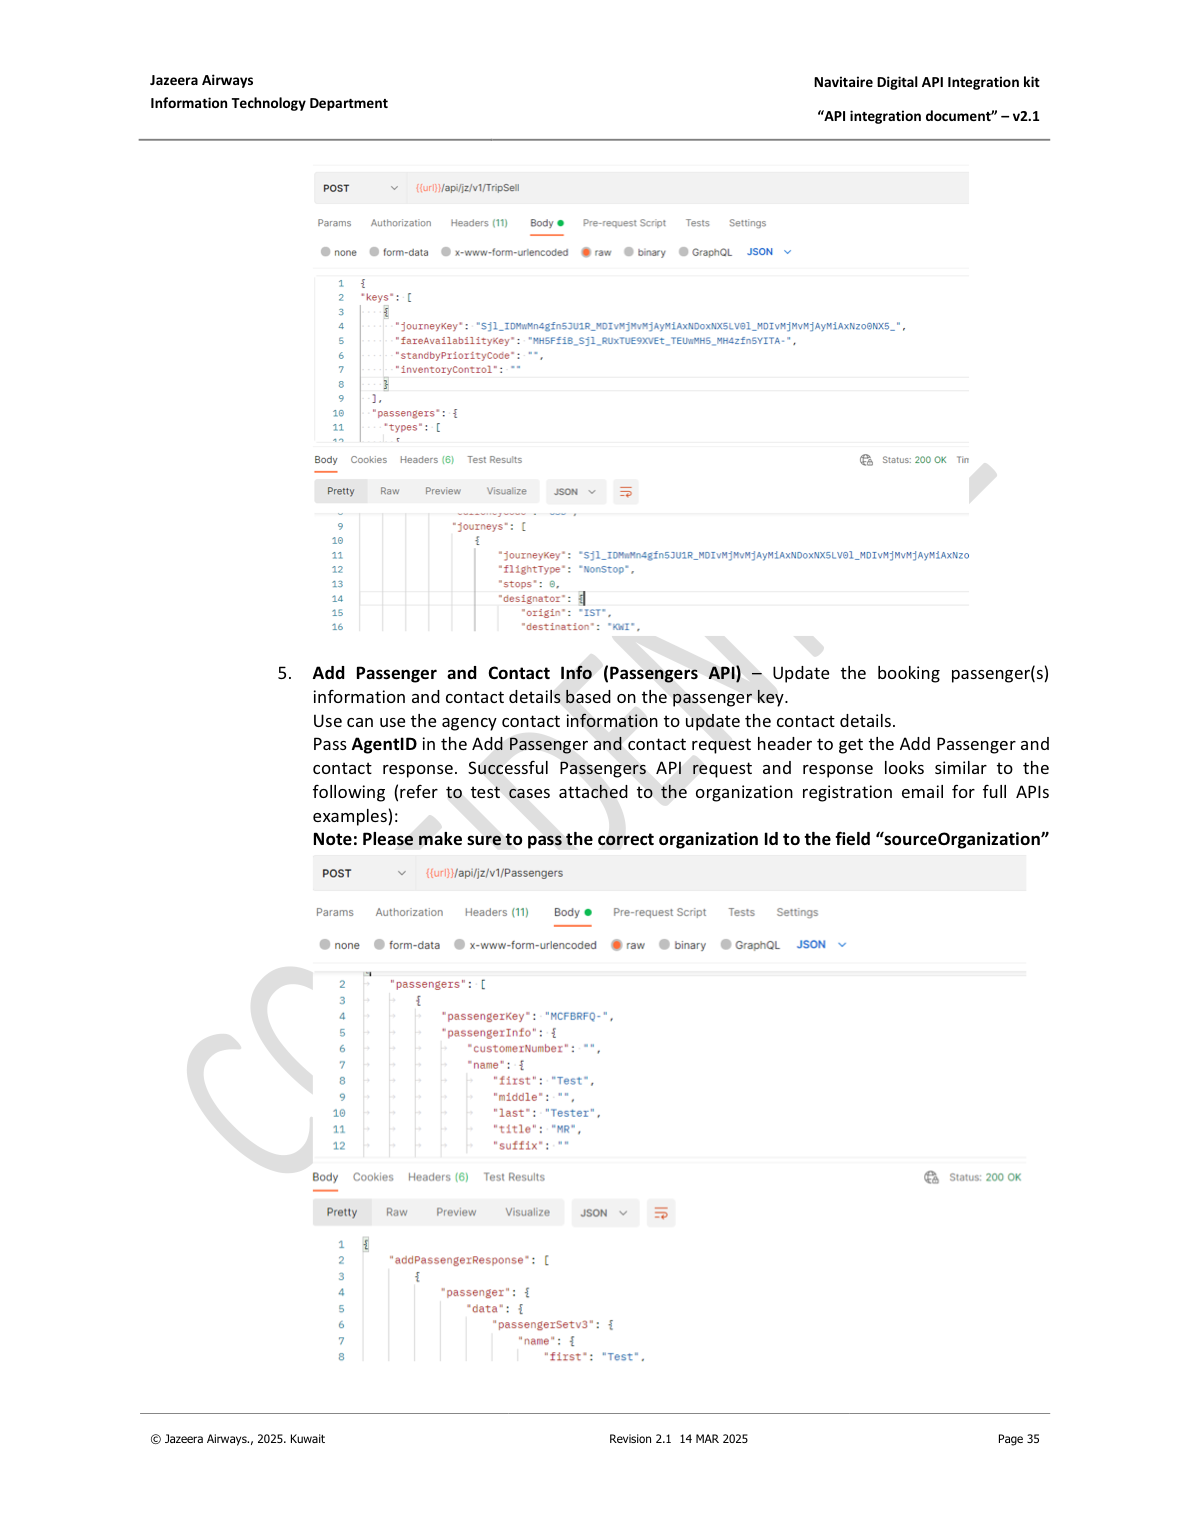 Jazeera Airways
Information Technology Department
Navitaire Digital API Integration kit
“API integration document” – v2.1
POST {{url}}/api/jz/v1/TripSell
Params Authorization Headers (11) Body Pre-request Script Tests Settings
none form-data x-www-form-urlencoded raw binary GraphQL JSON
1 {
2 "keys": [
3 {
4 "journeyKey": "Sjl_IDMwMn4gfn5JU1R_MDIvMjMvMjAyMiAxNDoxNX5LV0l_MDIvMjMvMjAyMiAxNzo0NX5_",
5 "fareAvailabilityKey": "MH5FfiB_Sjl_RUxTUE9XVEt_TEUwMH5_MH4zfn5YITA-",
6 "standbyPriorityCode": "",
7 "inventoryControl": ""
8 }
9 ],
10 "passengers": {
11 "types": [
12 {
Body Cookies Headers (6) Test Results Status: 200 OK Tim
Pretty Raw Preview Visualize JSON
9 "journeys": [
10 {
11 "journeyKey": "Sjl_IDMwMn4gfn5JU1R_MDIvMjMvMjAyMiAxNDoxNX5LV0l_MDIvMjMvMjAyMiAxNzo
12 "flightType": "NonStop",
13 "stops": 0,
14 "designator": {
15 "origin": "IST",
16 "destination": "KWI",
5. Add Passenger and Contact Info (Passengers API) – Update the booking passenger(s)
information and contact details based on the passenger key.
Use can use the agency contact information to update the contact details.
Pass AgentID in the Add Passenger and contact request header to get the Add Passenger and
contact response. Successful Passengers API request and response looks similar to the
following (refer to test cases attached to the organization registration email for full APIs
examples):
Note: Please make sure to pass the correct organization Id to the field “sourceOrganization”
POST {{url}}/api/jz/v1/Passengers
Params Authorization Headers (11) Body Pre-request Script Tests Settings
none form-data x-www-form-urlencoded raw binary GraphQL JSON
2 "passengers": [
3 {
4 "passengerKey": "MCFBRFQ-",
5 "passengerInfo": {
6 "customerNumber": "",
7 "name": {
8 "first": "Test",
9 "middle": "",
10 "last": "Tester",
11 "title": "MR",
12 "suffix": ""
Body Cookies Headers (6) Test Results Status: 200 OK
Pretty Raw Preview Visualize JSON
1 {
2 "addPassengerResponse": [
3 {
4 "passenger": {
5 "data": {
6 "passengerSetv3": {
7 "name": {
8 "first": "Test",
© Jazeera Airways., 2025. Kuwait
Revision 2.1 14 MAR 2025
Page 35